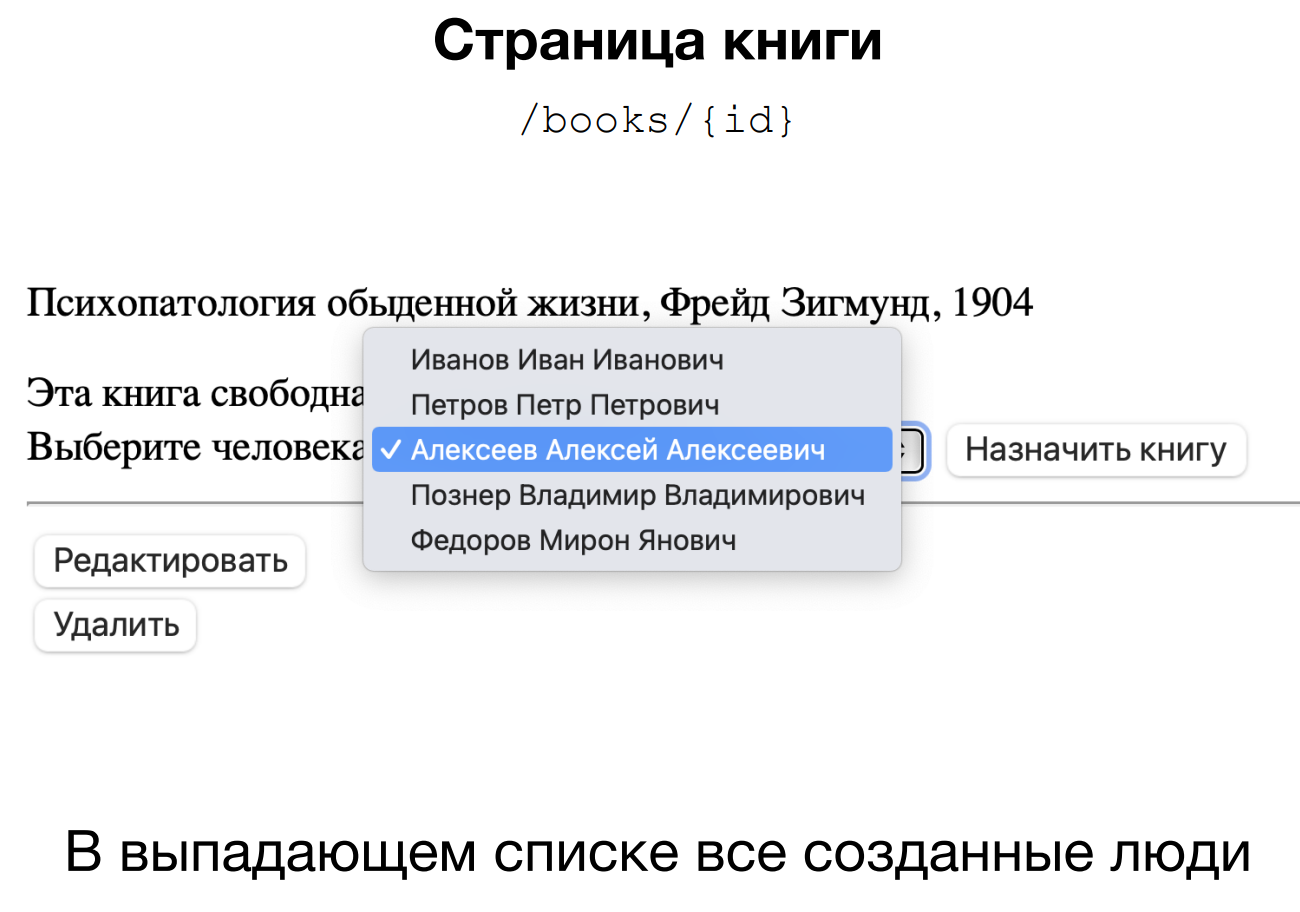 Страница книги
/books/{id}
Психопатология обыденной жизни, Фрейд Зигмунд, 1904
Иванов Иван Иванович
Эта книга свободна
Петров Петр Петрович
Выберите человека
✓ Алексеев Алексей Алексеевич
Назначить книгу
Познер Владимир Владимирович
Федоров Мирон Янович
Редактировать
Удалить
В выпадающем списке все созданные люди